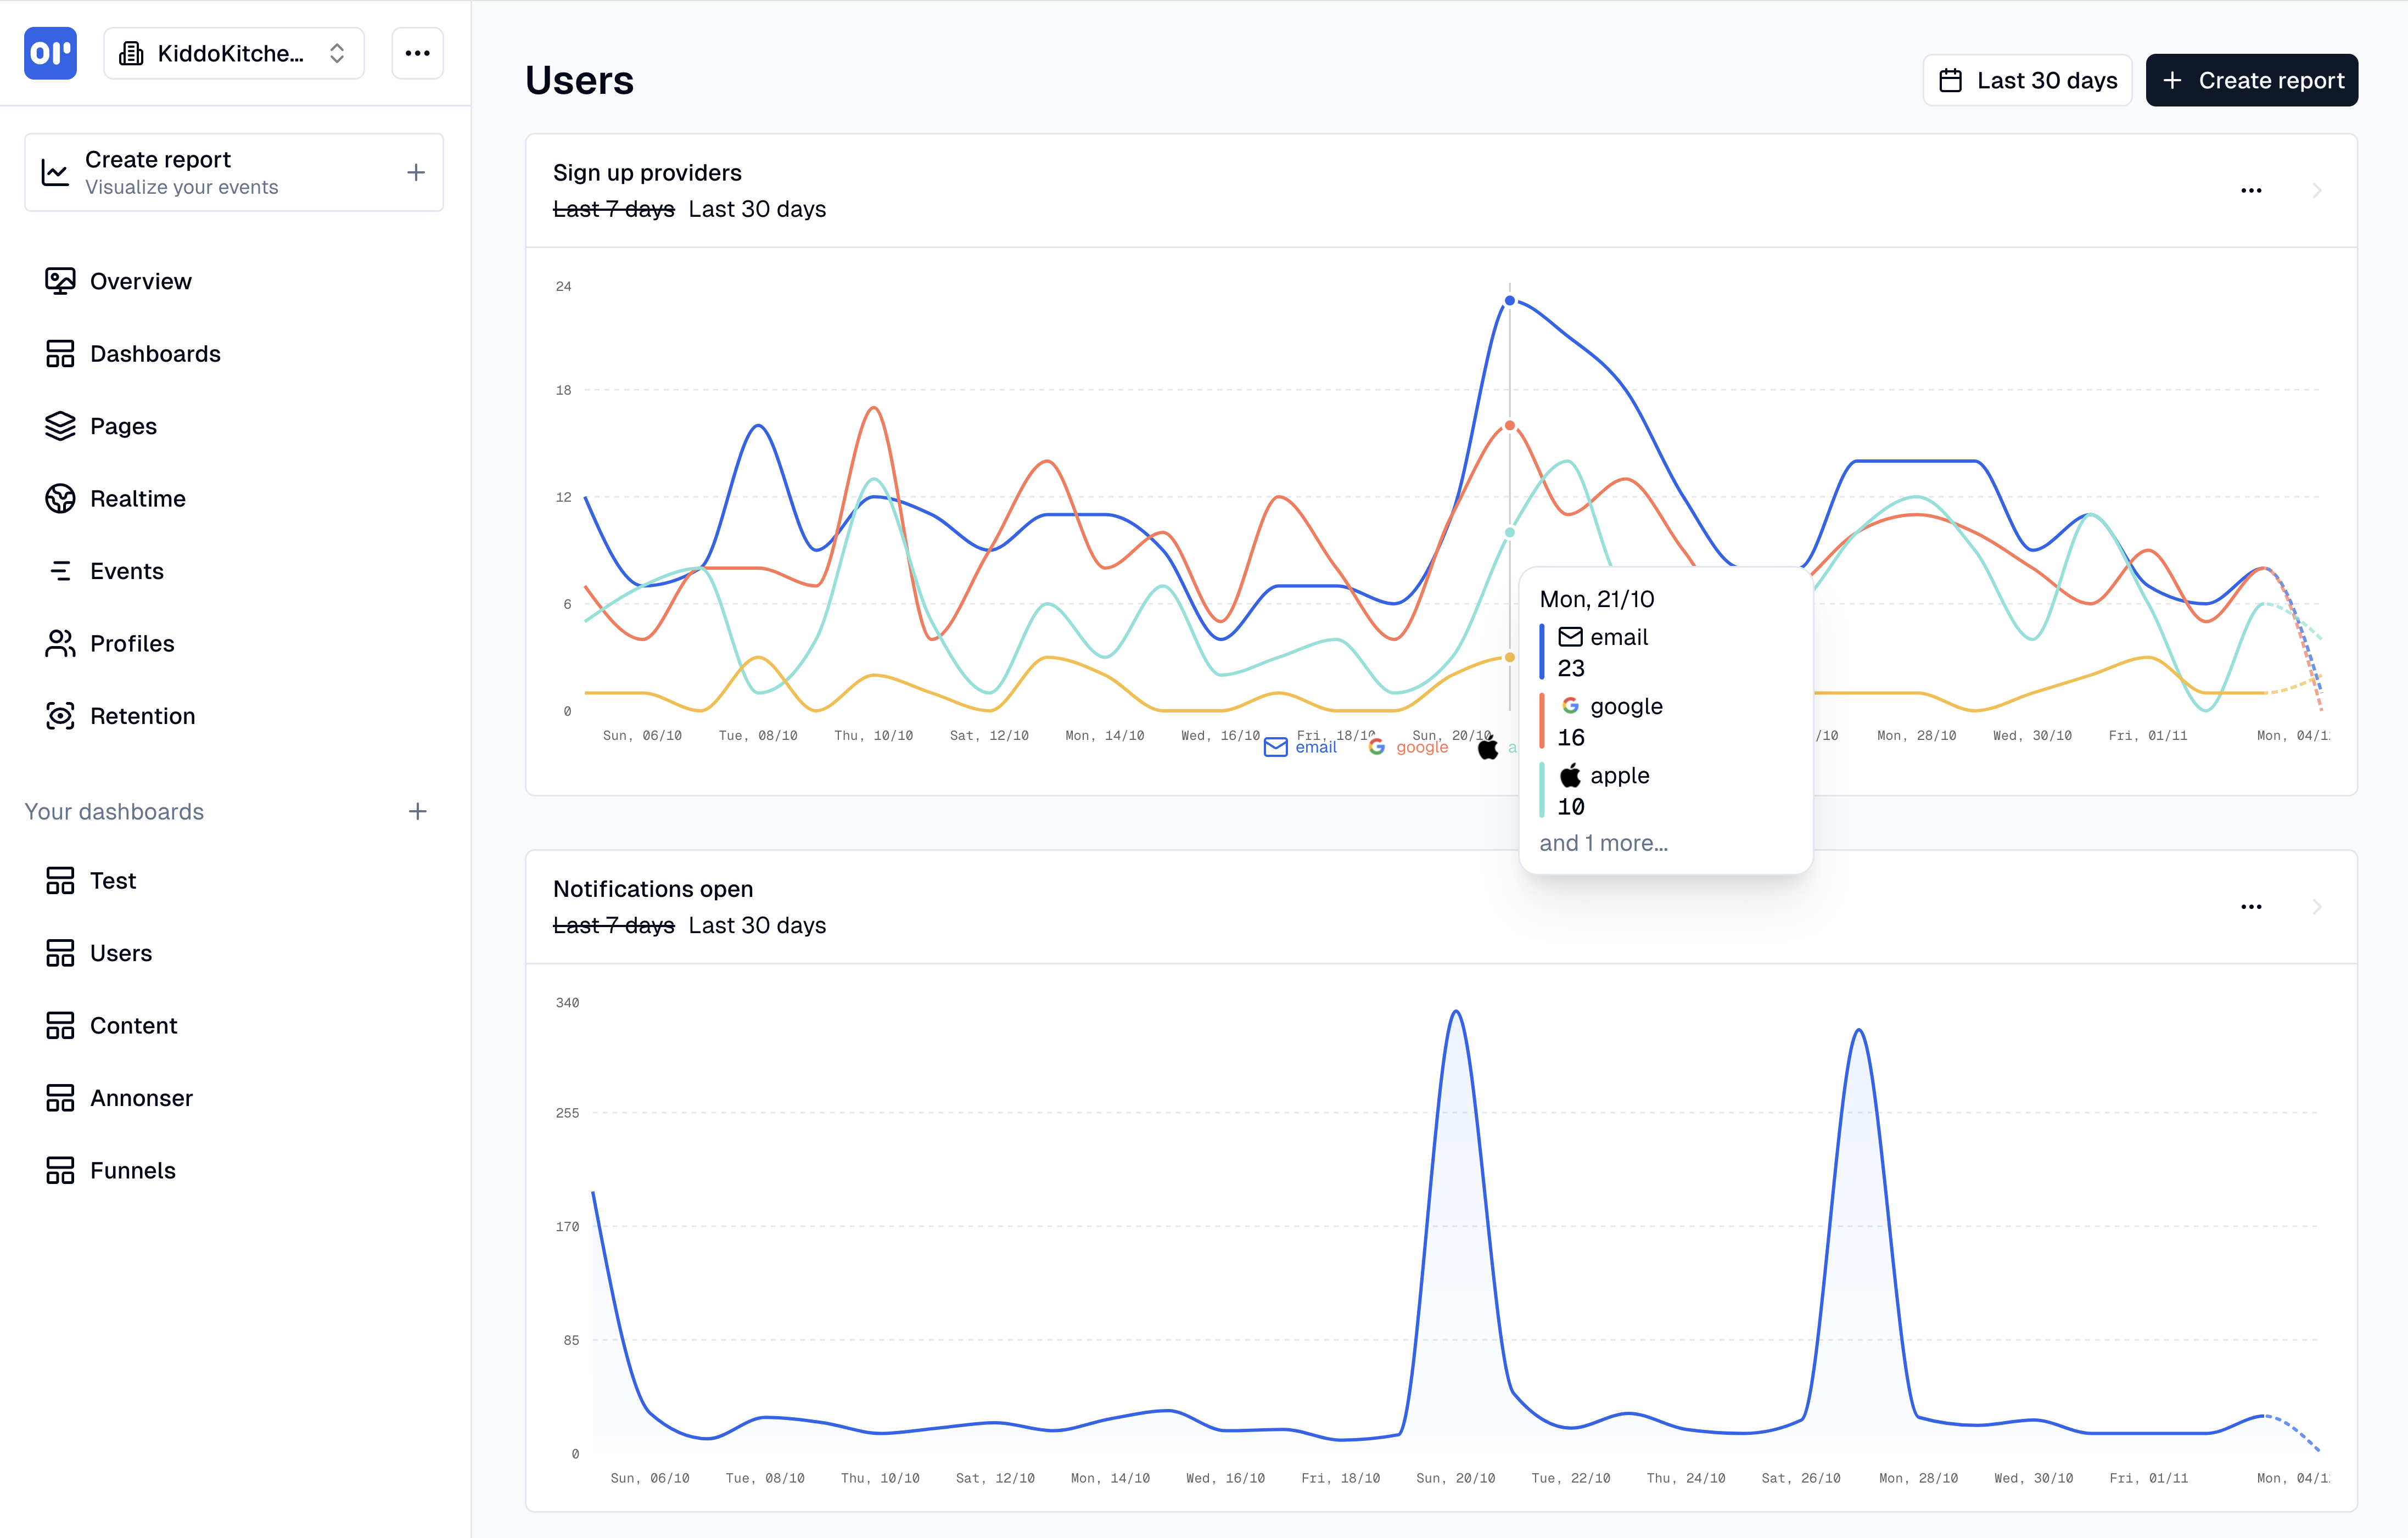 KiddoKitche...
Create report
Visualize your events
Overview
Dashboards
Pages
Realtime
Events
Profiles
Retention
Your dashboards
Test
Users
Content
Annonser
Funnels
Users
Last 30 days
Create report
Sign up providers
Last 7 days Last 30 days
24
18
12
6
0
Sun, 06/10 Tue, 08/10 Thu, 10/10 Sat, 12/10 Mon, 14/10 Wed, 16/10 Fri, 18/10 Sun, 20/10 /10 Mon, 28/10 Wed, 30/10 Fri, 01/11 Mon, 04/1
email google a
Mon, 21/10
email
23
google
16
apple
10
and 1 more...
Notifications open
Last 7 days Last 30 days
340
255
170
85
0
Sun, 06/10 Tue, 08/10 Thu, 10/10 Sat, 12/10 Mon, 14/10 Wed, 16/10 Fri, 18/10 Sun, 20/10 Tue, 22/10 Thu, 24/10 Sat, 26/10 Mon, 28/10 Wed, 30/10 Fri, 01/11 Mon, 04/1